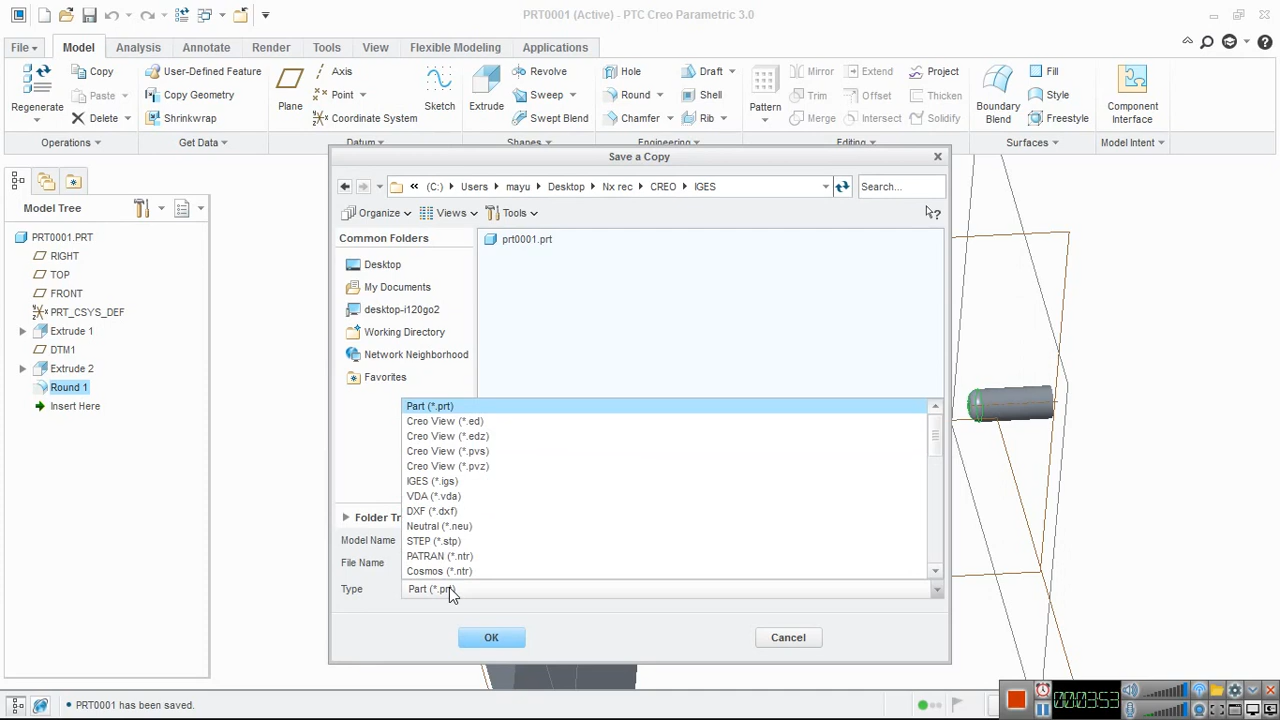 PRT0001 (Active) - PTC Creo Parametric 3.0
File Model Analysis Annotate Render Tools View Flexible Modeling Applications
Regenerate
Copy
Paste
Delete
Operations
User-Defined Feature
Copy Geometry
Shrinkwrap
Get Data
Plane
Axis
Point
Coordinate System
Datum
Sketch
Extrude
Revolve
Sweep
Swept Blend
Shapes
Hole
Round
Chamfer
Draft
Shell
Rib
Engineering
Pattern
Mirror
Trim
Merge
Extend
Offset
Intersect
Project
Thicken
Solidify
Editing
Boundary
Blend
Fill
Style
Freestyle
Surfaces
Component
Interface
Model Intent
Model Tree
PRT0001.PRT
RIGHT
TOP
FRONT
PRT_CSYS_DEF
Extrude 1
DTM1
Extrude 2
Round 1
Insert Here
Save a Copy
(C:) Users mayu Desktop Nx rec CREO IGES
Search...
Organize Views Tools
Common Folders
Desktop
My Documents
desktop-i120go2
Working Directory
Network Neighborhood
Favorites
prt0001.prt
Folder Tr
Model Name
File Name
Type
Part (*.prt)
Creo View (*.ed)
Creo View (*.edz)
Creo View (*.pvs)
Creo View (*.pvz)
IGES (*.igs)
VDA (*.vda)
DXF (*.dxf)
Neutral (*.neu)
STEP (*.stp)
PATRAN (*.ntr)
Cosmos (*.ntr)
Part (*.prt)
OK
Cancel
PRT0001 has been saved.
00:03:53